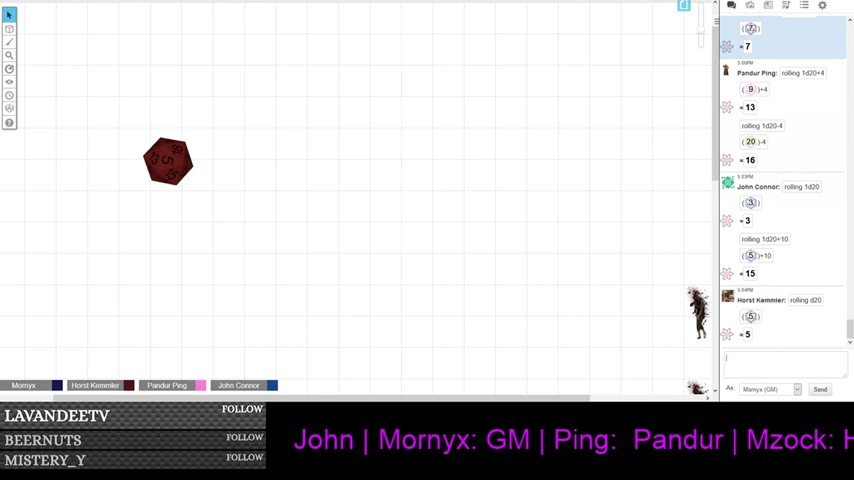 (7)
= 7
5:00PM
Pandur Ping: rolling 1d20+4
(9)+4
= 13
rolling 1d20-4
(20)-4
= 16
5:03PM
John Connor: rolling 1d20
(3)
= 3
rolling 1d20+10
(5)+10
= 15
5:04PM
Horst Kemmler: rolling d20
(5)
= 5
As Mornyx (GM) Send
5
13
15
Mornyx Horst Kemmler Pandur Ping John Connor
LAVANDEETV FOLLOW
BEERNUTS FOLLOW
MISTERY_Y FOLLOW
John | Mornyx: GM | Ping: Pandur | Mzock: H